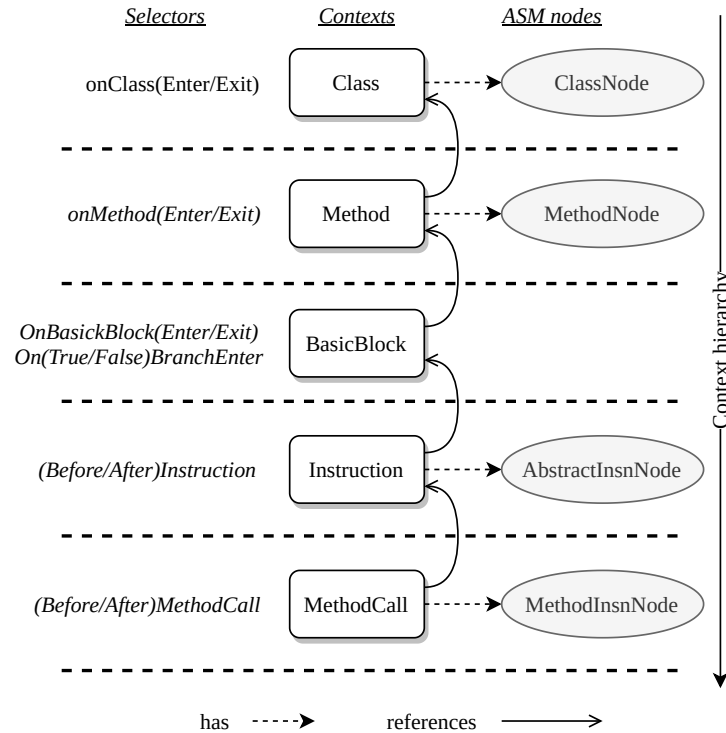 Selectors Contexts ASM nodes
onClass(Enter/Exit) Class ClassNode
onMethod(Enter/Exit) Method MethodNode
OnBasickBlock(Enter/Exit)
On(True/False)BranchEnter
BasicBlock
(Before/After)Instruction Instruction AbstractInsnNode
(Before/After)MethodCall MethodCall MethodInsnNode
Context hierarchy
has references